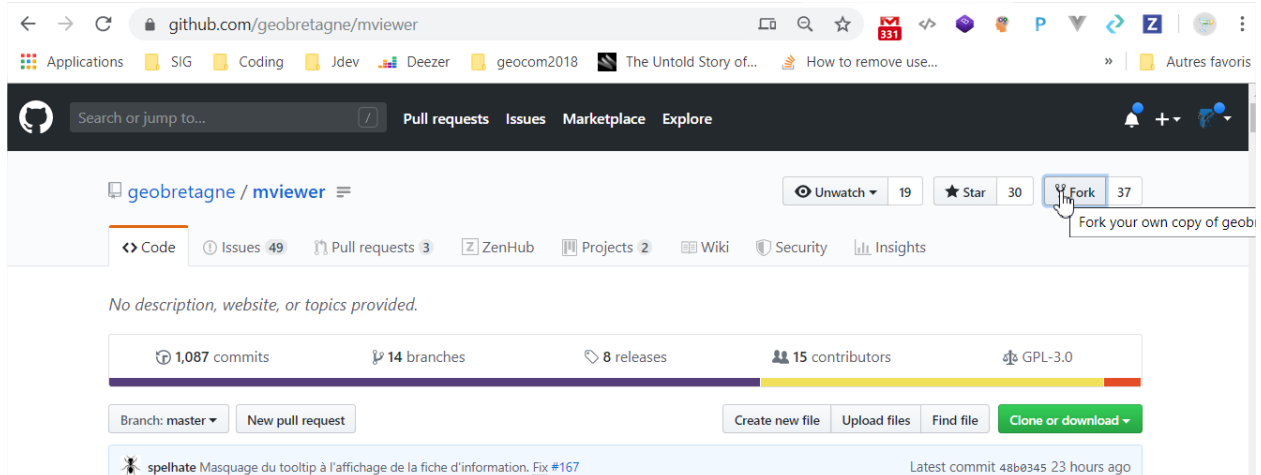 github.com/geobretagne/mviewer
331
P
Z
Applications SIG Coding Jdev Deezer geocom2018 The Untold Story of... How to remove use... » Autres favoris
Search or jump to... / Pull requests Issues Marketplace Explore
geobretagne / mviewer
Unwatch 19 Star 30 Fork 37
Fork your own copy of geob
Code Issues 49 Pull requests 3 Z ZenHub Projects 2 Wiki Security Insights
No description, website, or topics provided.
1,087 commits 14 branches 8 releases 15 contributors GPL-3.0
Branch: master New pull request Create new file Upload files Find file Clone or download
spelhate Masquage du tooltip à l'affichage de la fiche d'information. Fix #167 Latest commit 48b0345 23 hours ago